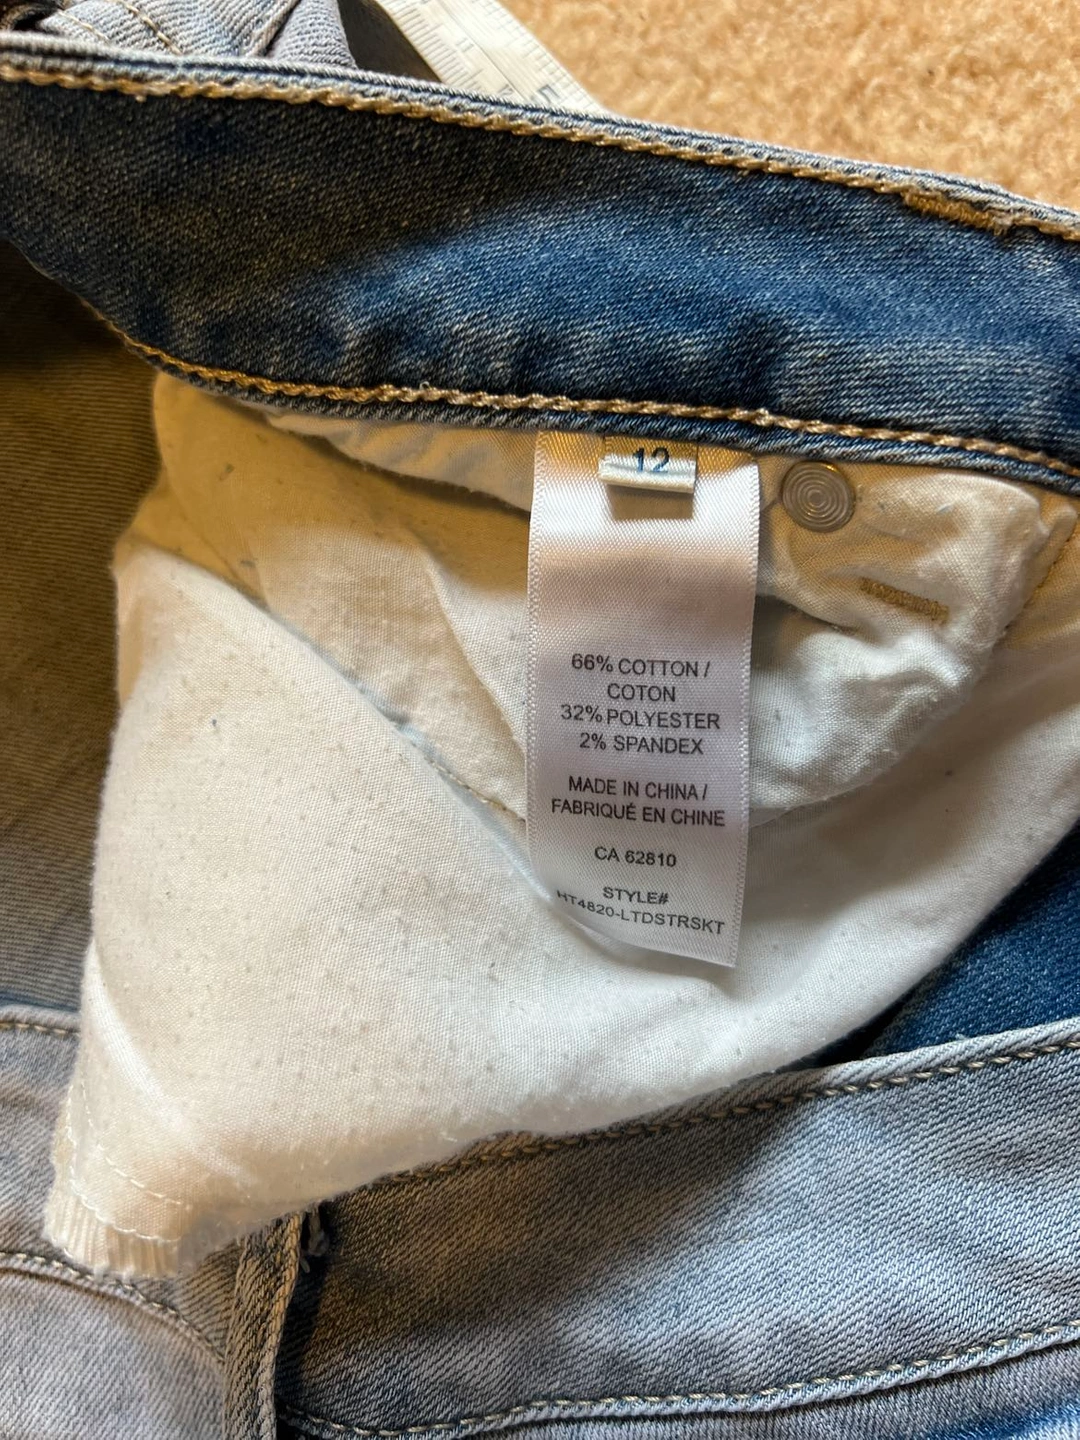 12
66% COTTON /
COTON
32% POLYESTER
2% SPANDEX
MADE IN CHINA /
FABRIQUÉ EN CHINE
CA 62810
STYLE#
HT4820-LTDSTRSKT